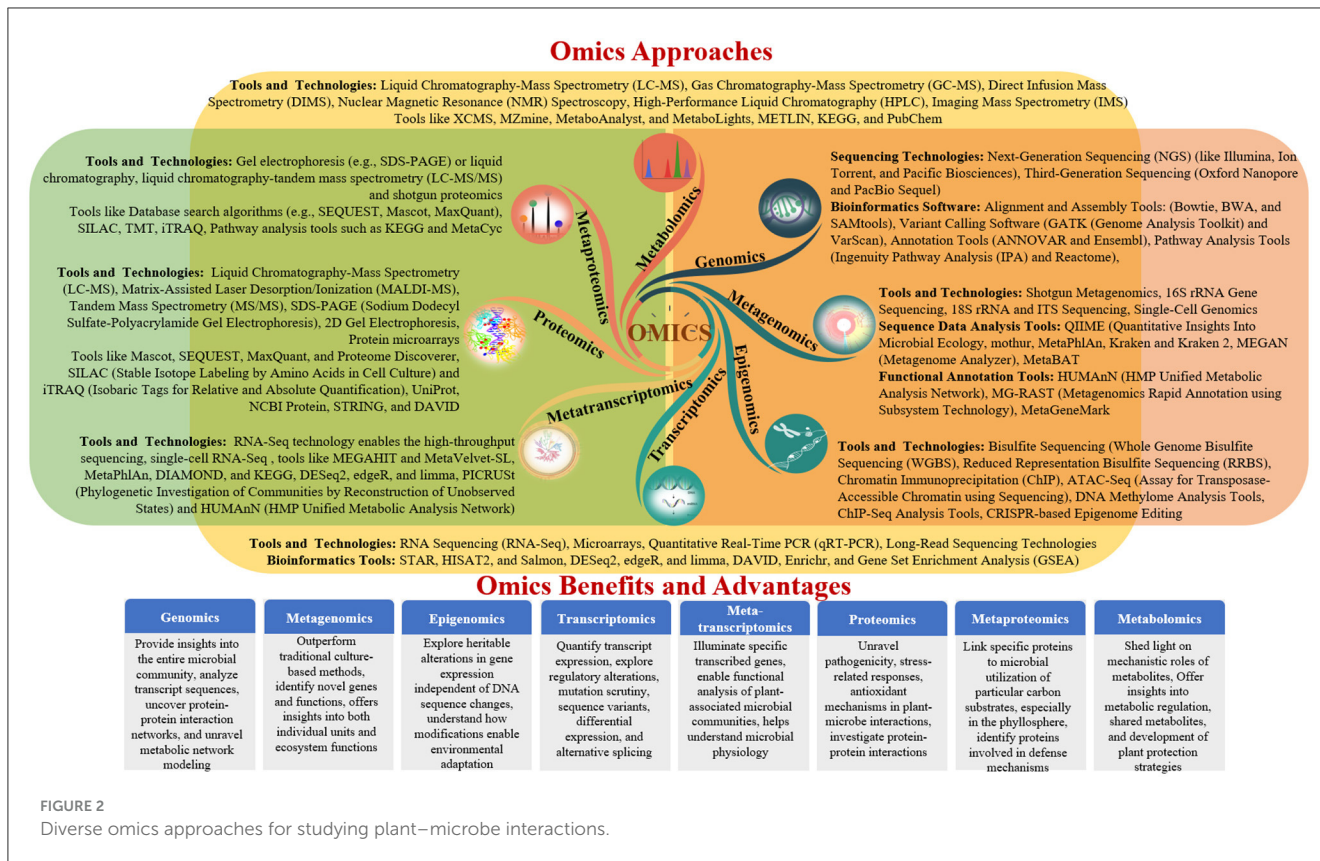 Omics Approaches
Tools and Technologies: Liquid Chromatography-Mass Spectrometry (LC-MS), Gas Chromatography-Mass Spectrometry (GC-MS), Direct Infusion Mass
Spectrometry (DIMS), Nuclear Magnetic Resonance (NMR) Spectroscopy, High-Performance Liquid Chromatography (HPLC), Imaging Mass Spectrometry (IMS)
Tools like XCMS, MZmine, MetaboAnalyst, and MetaboLights, METLIN, KEGG, and PubChem
Tools and Technologies: Gel electrophoresis (e.g., SDS-PAGE) or liquid
chromatography, liquid chromatography-tandem mass spectrometry (LC-MS/MS)
and shotgun proteomics
Tools like Database search algorithms (e.g., SEQUEST, Mascot, MaxQuant),
SILAC, TMT, iTRAQ, Pathway analysis tools such as KEGG and MetaCyc
Tools and Technologies: Liquid Chromatography-Mass Spectrometry
(LC-MS), Matrix-Assisted Laser Desorption/Ionization (MALDI-MS),
Tandem Mass Spectrometry (MS/MS), SDS-PAGE (Sodium Dodecyl
Sulfate-Polyacrylamide Gel Electrophoresis), 2D Gel Electrophoresis,
Protein microarrays
Tools like Mascot, SEQUEST, MaxQuant, and Proteome Discoverer,
SILAC (Stable Isotope Labeling by Amino Acids in Cell Culture) and
iTRAQ (Isobaric Tags for Relative and Absolute Quantification), UniProt,
NCBI Protein, STRING, and DAVID
Tools and Technologies: RNA-Seq technology enables the high-throughput
sequencing, single-cell RNA-Seq , tools like MEGAHIT and MetaVelvet-SL,
MetaPhlAn, DIAMOND, and KEGG, DESeq2, edgeR, and limma, PICRUSt
(Phylogenetic Investigation of Communities by Reconstruction of Unobserved
States) and HUMAnN (HMP Unified Metabolic Analysis Network)
Metabolomics
Metaproteomics
Proteomics
Metatranscriptomics
Transcriptomics
Epigenomics
Metagenomics
Genomics
OMICS
Sequencing Technologies: Next-Generation Sequencing (NGS) (like Illumina, Ion
Torrent, and Pacific Biosciences), Third-Generation Sequencing (Oxford Nanopore
and PacBio Sequel)
Bioinformatics Software: Alignment and Assembly Tools: (Bowtie, BWA, and
SAMtools), Variant Calling Software (GATK (Genome Analysis Toolkit) and
VarScan), Annotation Tools (ANNOVAR and Ensembl), Pathway Analysis Tools
(Ingenuity Pathway Analysis (IPA) and Reactome),
Tools and Technologies: Shotgun Metagenomics, 16S rRNA Gene
Sequencing, 18S rRNA and ITS Sequencing, Single-Cell Genomics
Sequence Data Analysis Tools: QIIME (Quantitative Insights Into
Microbial Ecology, mothur, MetaPhlAn, Kraken and Kraken 2, MEGAN
(Metagenome Analyzer), MetaBAT
Functional Annotation Tools: HUMAnN (HMP Unified Metabolic
Analysis Network), MG-RAST (Metagenomics Rapid Annotation using
Subsystem Technology), MetaGeneMark
Tools and Technologies: Bisulfite Sequencing (Whole Genome Bisulfite
Sequencing (WGBS), Reduced Representation Bisulfite Sequencing (RRBS),
Chromatin Immunoprecipitation (ChIP), ATAC-Seq (Assay for Transposase-
Accessible Chromatin using Sequencing), DNA Methylome Analysis Tools,
ChIP-Seq Analysis Tools, CRISPR-based Epigenome Editing
Tools and Technologies: RNA Sequencing (RNA-Seq), Microarrays, Quantitative Real-Time PCR (qRT-PCR), Long-Read Sequencing Technologies
Bioinformatics Tools: STAR, HISAT2, and Salmon, DESeq2, edgeR, and limma, DAVID, Enrichr, and Gene Set Enrichment Analysis (GSEA)
Omics Benefits and Advantages
Genomics
Provide insights into
the entire microbial
community, analyze
transcript sequences,
uncover protein-
protein interaction
networks, and unravel
metabolic network
modeling
Metagenomics
Outperform
traditional culture-
based methods,
identify novel genes
and functions, offers
insights into both
individual units and
ecosystem functions
Epigenomics
Explore heritable
alterations in gene
expression
independent of DNA
sequence changes,
understand how
modifications enable
environmental
adaptation
Transcriptomics
Quantify transcript
expression, explore
regulatory alterations,
mutation scrutiny,
sequence variants,
differential
expression, and
alternative splicing
Meta-
transcriptomics
Illuminate specific
transcribed genes,
enable functional
analysis of plant-
associated microbial
communities, helps
understand microbial
physiology
Proteomics
Unravel
pathogenicity, stress-
related responses,
antioxidant
mechanisms in plant-
microbe interactions,
investigate protein-
protein interactions
Metaproteomics
Link specific proteins
to microbial
utilization of
particular carbon
substrates, especially
in the phyllosphere,
identify proteins
involved in defense
mechanisms
Metabolomics
Shed light on
mechanistic roles of
metabolites, Offer
insights into
metabolic regulation,
shared metabolites,
and development of
plant protection
strategies
FIGURE 2
Diverse omics approaches for studying plant–microbe interactions.